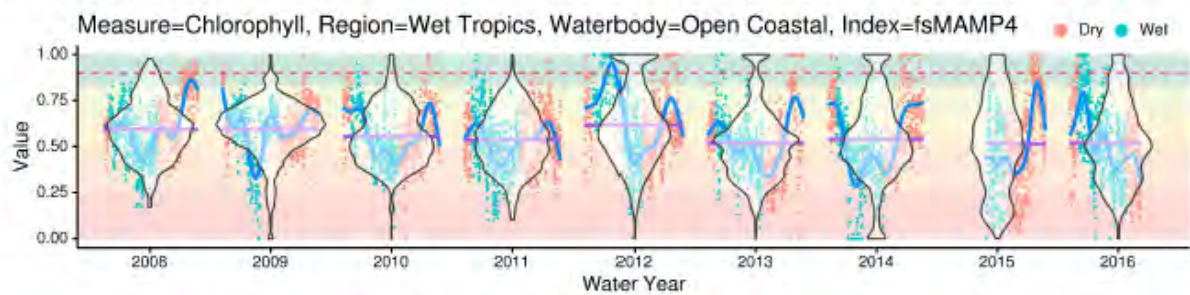 Measure=Chlorophyll, Region=Wet Tropics, Waterbody=Open Coastal, Index=fsMAMP4
Dry Wet
1.00
0.75
0.50
0.25
0.00
Value
2008 2009 2010 2011 2012 2013 2014 2015 2016
Water Year